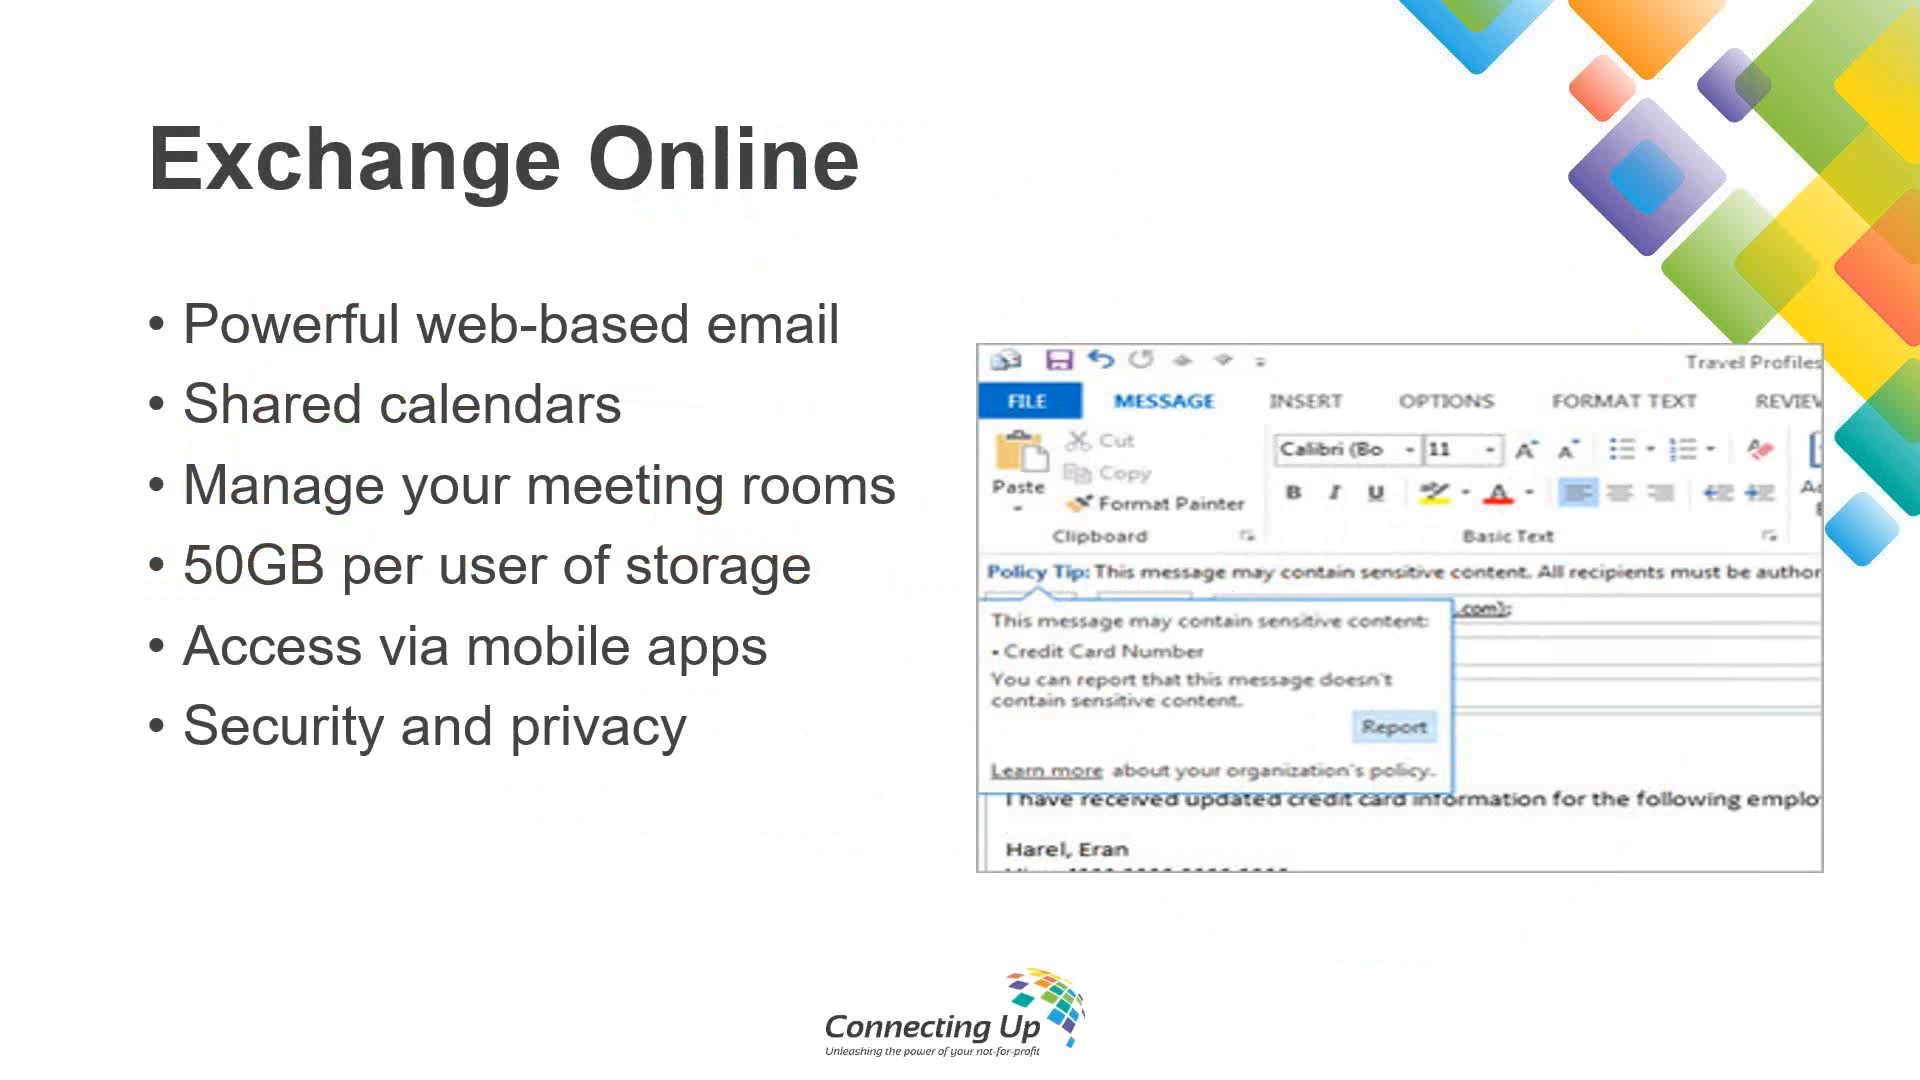 Exchange Online
• Powerful web-based email
• Shared calendars
• Manage your meeting rooms
• 50GB per user of storage
• Access via mobile apps
• Security and privacy
Travel Profiles
FILE MESSAGE INSERT OPTIONS FORMAT TEXT REVIEW
Cut
Copy
Paste
Format Painter
Calibri (Bo 11
B I U
Clipboard
Basic Text
Policy Tip: This message may contain sensitive content. All recipients must be author
.com);
This message may contain sensitive content:
• Credit Card Number
You can report that this message doesn't
contain sensitive content.
Report
Learn more about your organization's policy.
I have received updated credit card information for the following emplo
Harel, Eran
Connecting Up
Unleashing the power of your not-for-profit